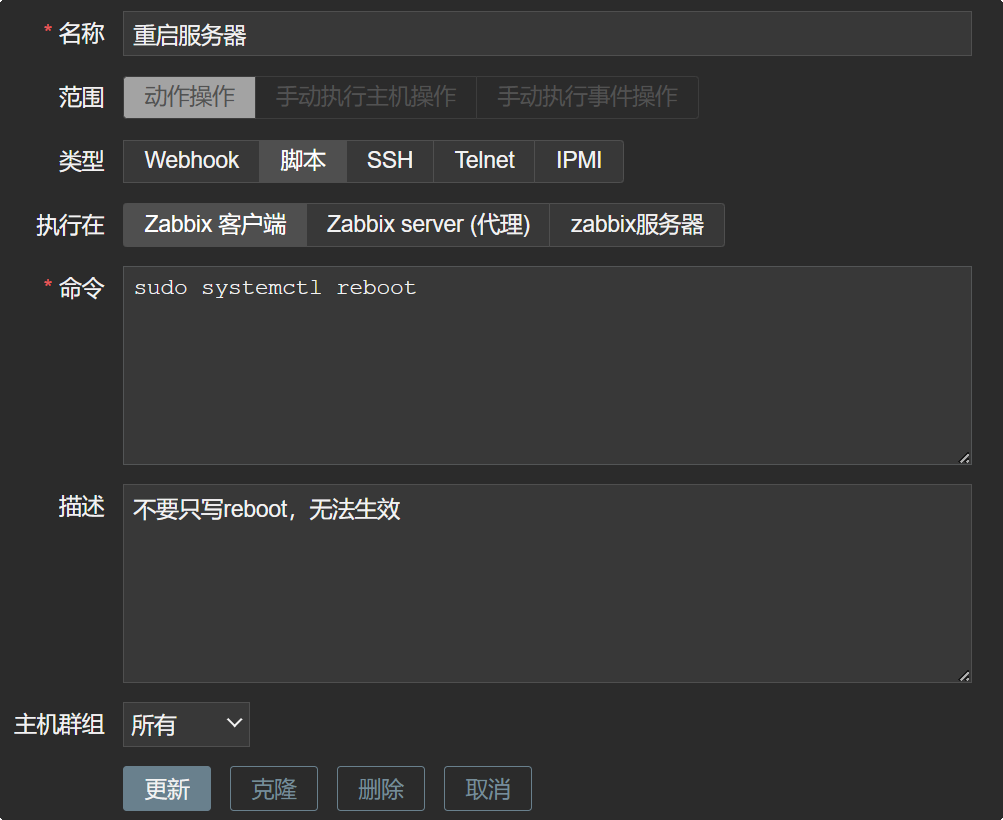 * 名称 重启服务器
范围 动作操作 手动执行主机操作 手动执行事件操作
类型 Webhook 脚本 SSH Telnet IPMI
执行在 Zabbix 客户端 Zabbix server (代理) zabbix服务器
* 命令 sudo systemctl reboot
描述 不要只写reboot，无法生效
主机群组 所有
更新 克隆 删除 取消